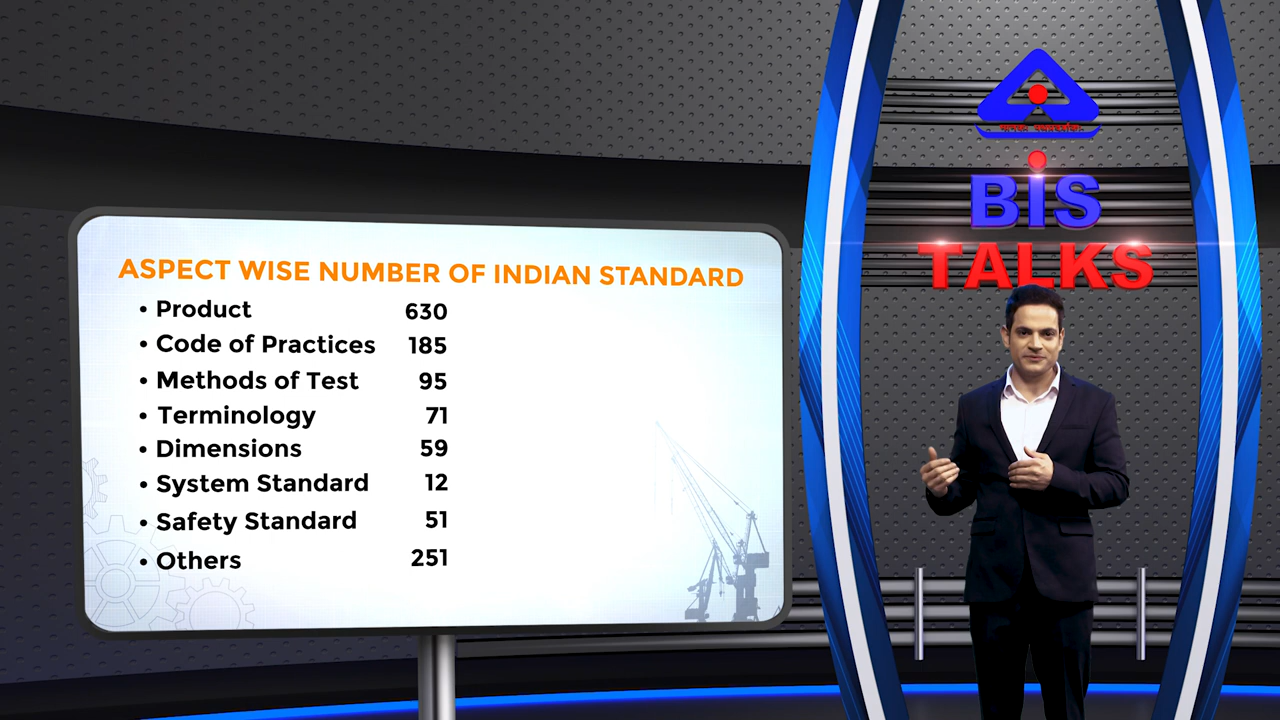 ASPECT WISE NUMBER OF INDIAN STANDARD
• Product 630
• Code of Practices 185
• Methods of Test 95
• Terminology 71
• Dimensions 59
• System Standard 12
• Safety Standard 51
• Others 251
BiS
TALKS